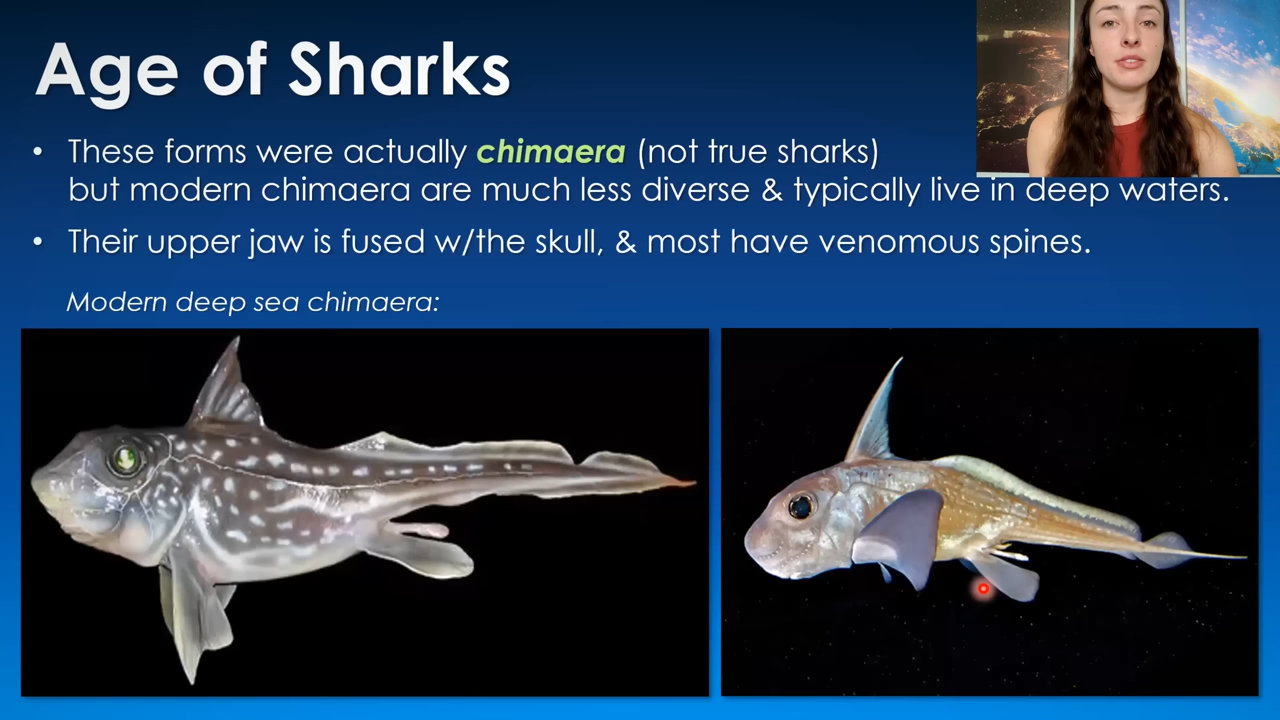 Age of Sharks
• These forms were actually chimaera (not true sharks)
but modern chimaera are much less diverse & typically live in deep waters.
• Their upper jaw is fused w/the skull, & most have venomous spines.
Modern deep sea chimaera: